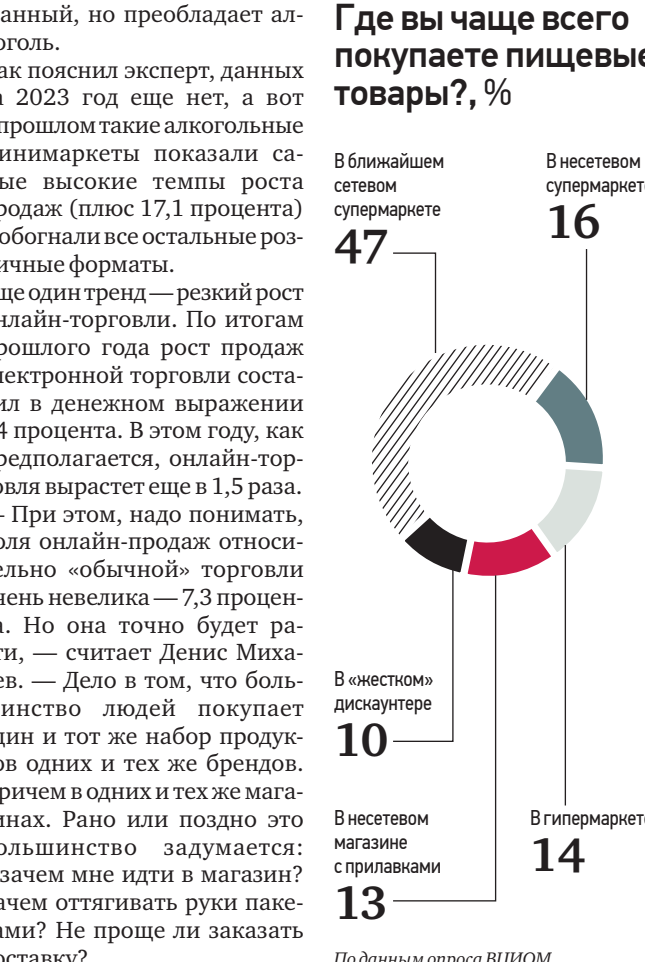 анный, но преобладает ал-
оголь.
ак пояснил эксперт, данных
а 2023 год еще нет, а вот
прошлом такие алкогольные
инимаркеты показали са-
ые высокие темпы роста
родаж (плюс 17,1 процента)
обогнали все остальные роз-
ичные форматы.
ще один тренд — резкий рост
нлайн-торговли. По итогам
рошлого года рост продаж
лектронной торговли соста-
ил в денежном выражении
4 процента. В этом году, как
редполагается, онлайн-тор-
овля вырастет еще в 1,5 раза.
- При этом, надо понимать,
оля онлайн-продаж относи-
ельно «обычной» торговли
чень невелика — 7,3 процен-
а. Но она точно будет ра-
ти, — считает Денис Миха-
ев. — Дело в том, что боль-
инство людей покупает
дин и тот же набор продук-
ов одних и тех же брендов.
ричем в одних и тех же мага-
инах. Рано или поздно это
ольшинство задумается:
зачем мне идти в магазин?
ачем оттягивать руки паке-
ами? Не проще ли заказать
оставку?
Где вы чаще всего
покупаете пищевые
товары?, %
В ближайшем
сетевом
супермаркете
47
В несетевом
супермаркете
16
В «жестком»
дискаунтере
10
В несетевом
магазине
с прилавками
13
В гипермаркете
14
По данным опроса ВЦИОМ